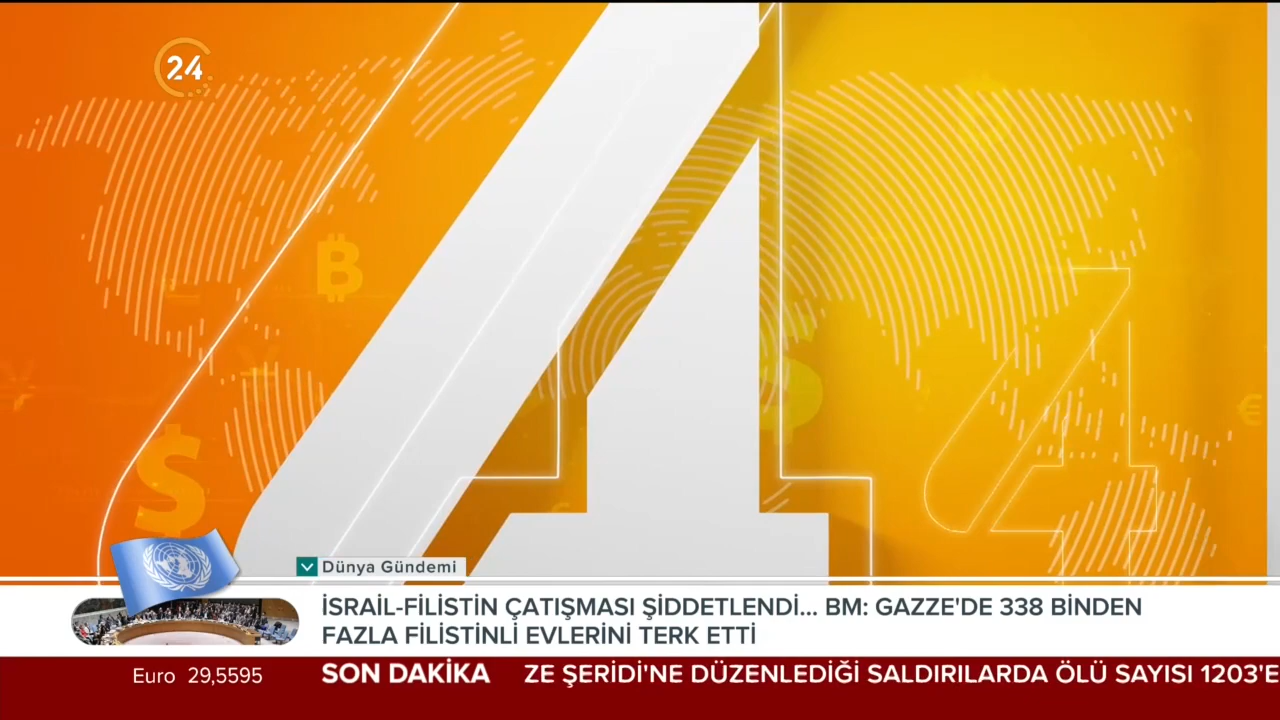 24
4
Dünya Gündemi
İSRAİL-FİLİSTİN ÇATIŞMASI ŞİDDETLENDİ... BM: GAZZE'DE 338 BİNDEN
FAZLA FİLİSTİNLİ EVLERİNİ TERK ETTİ
Euro 29,5595 SON DAKİKA ZE ŞERİDİ'NE DÜZENLEDİĞİ SALDIRILARDA ÖLÜ SAYISI 1203'E